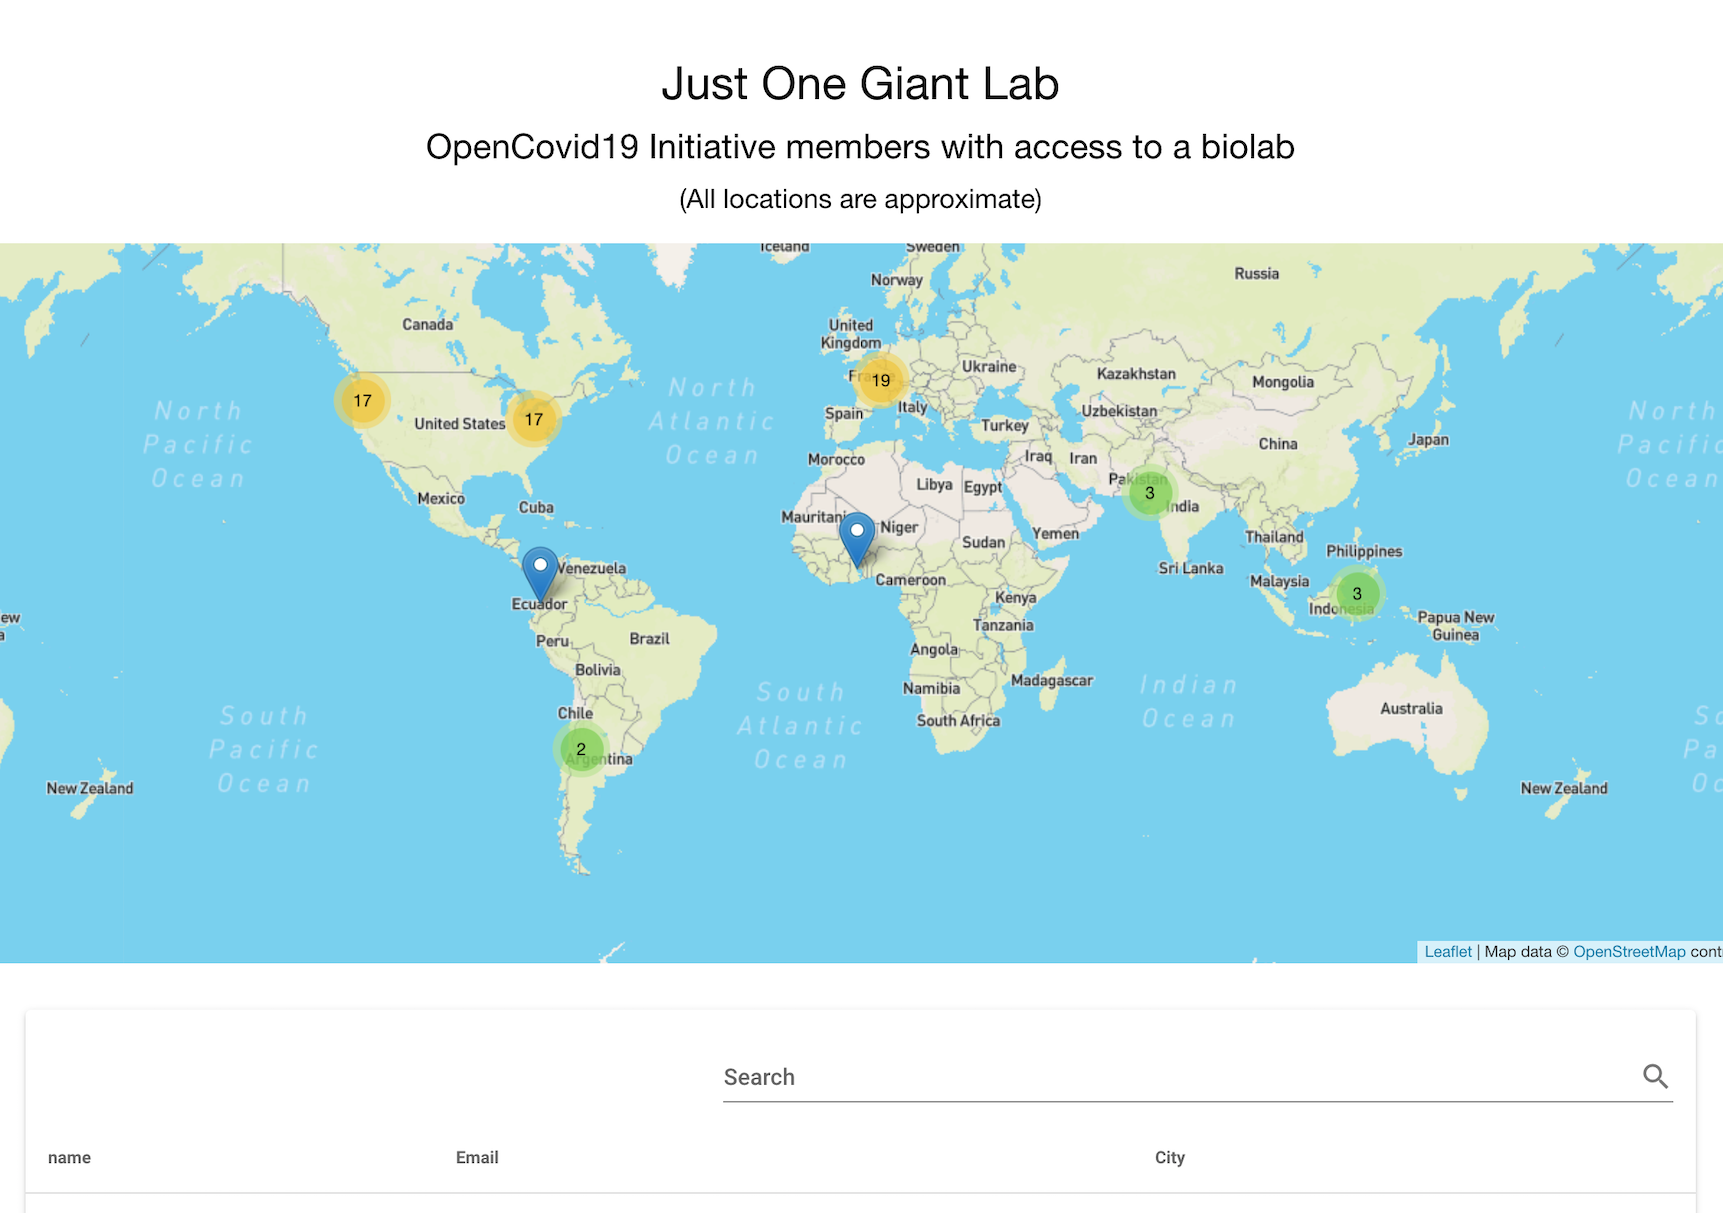 Just One Giant Lab
OpenCovid19 Initiative members with access to a biolab
(All locations are approximate)
Iceland
Sweden
Norway
Russia
Canada
United
Kingdom
Ukraine
Kazakhstan
Mongolia
17
17
19
United States
Spain
Italy
Uzbekistan
Turkey
China
Japan
North
Pacific
Ocean
North
Atlantic
Ocean
North
Pacific
Ocean
Morocco
Iraq
Iran
Libya
Egypt
Pakistan
3
India
Mexico
Cuba
Mauritani
Niger
Sudan
Yemen
Thailand
Philippines
Venezuela
Cameroon
Sri Lanka
Malaysia
3
Indonesia
Ecuador
Kenya
Papua New
Guinea
ew
a
Peru
Brazil
Tanzania
Angola
Bolivia
Namibia
Madagascar
Indian
Ocean
South
Atlantic
Ocean
Chile
South Africa
Australia
South
Pacific
Ocean
So
Pa
Oc
2
Argentina
New Zealand
New Zealand
Leaflet | Map data © OpenStreetMap cont
Search
name Email City